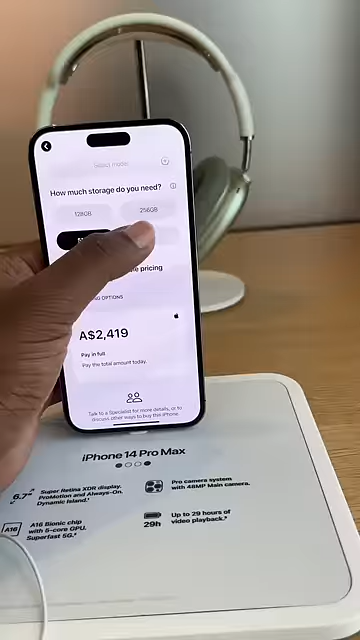 Select model
How much storage do you need?
128GB
256GB
pricing
OPTIONS
A$2,419
Pay in full
Pay the total amount today.
Talk to a Specialist for more details, or to
discuss other ways to buy this iPhone.
iPhone 14 Pro Max
6.7"
Super Retina XDR display.
ProMotion and Always-On.
Dynamic Island.
Pro camera system
with 48MP Main camera.
A16
A16 Bionic chip
with 5-core GPU.
Superfast 5G.
29h
Up to 29 hours of
video playback.